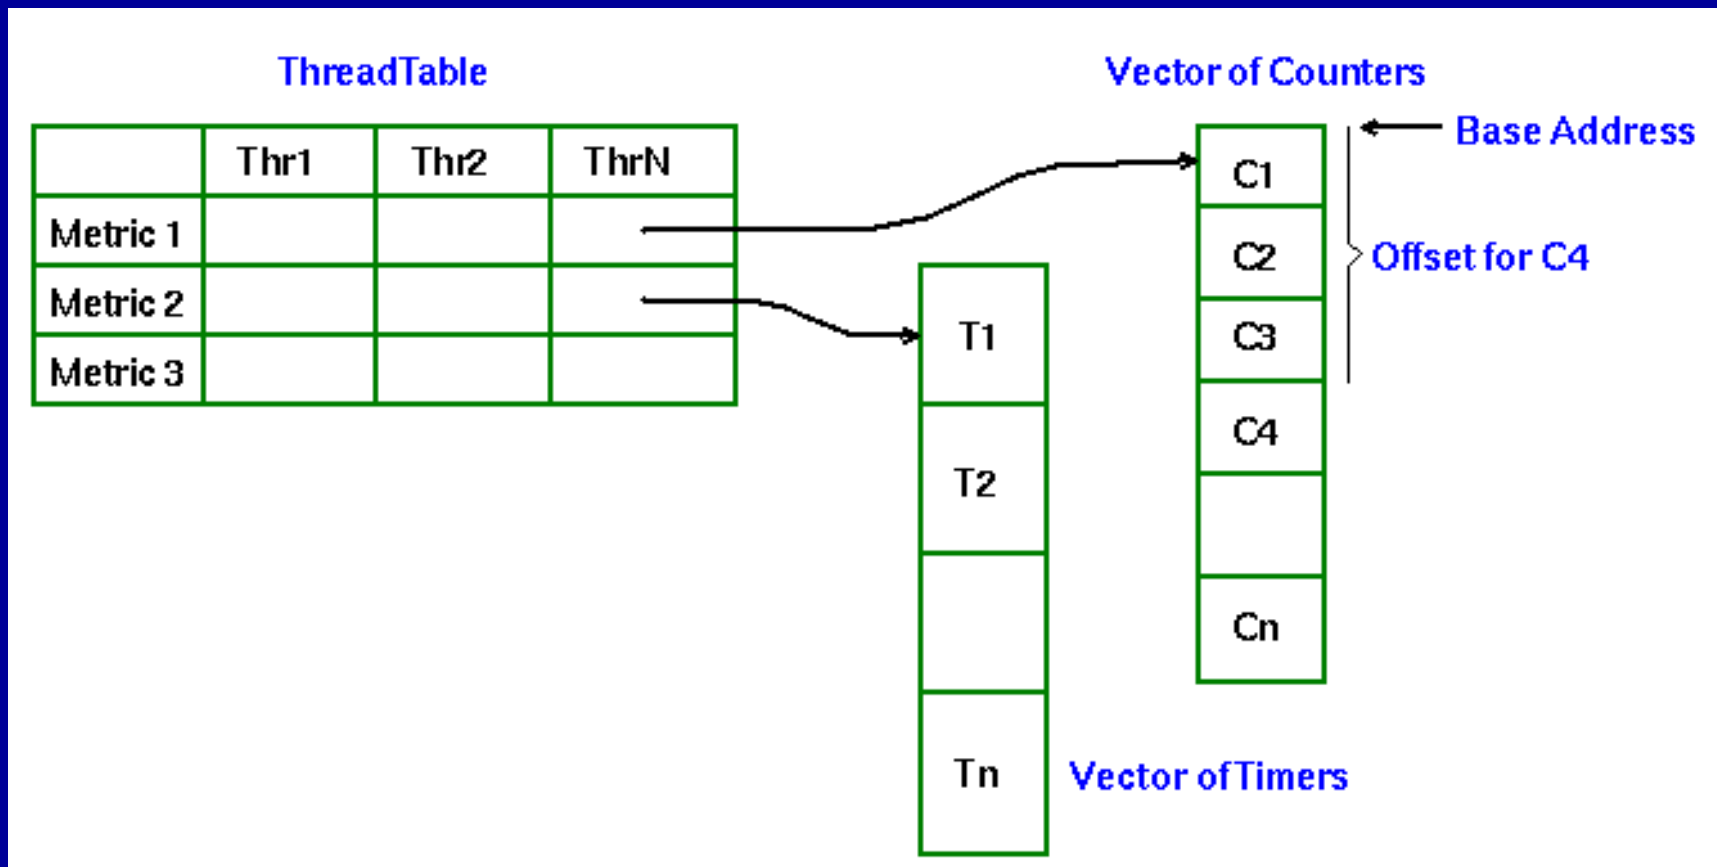 ThreadTable
Vector of Counters
Base Address
Thr1 Thr2 ThrN
C1
Metric 1
C2
Offset for C4
Metric 2
T1
C3
Metric 3
C4
T2
Cn
Tn
Vector of Timers